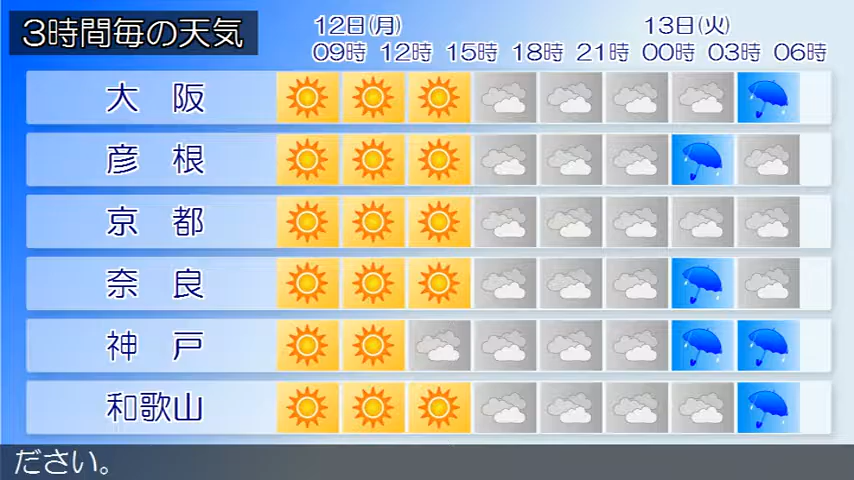 3時間毎の天気
12日(月) 13日(火)
09時 12時 15時 18時 21時 00時 03時 06時
大阪
彦根
京都
奈良
神戸
和歌山
ださい。